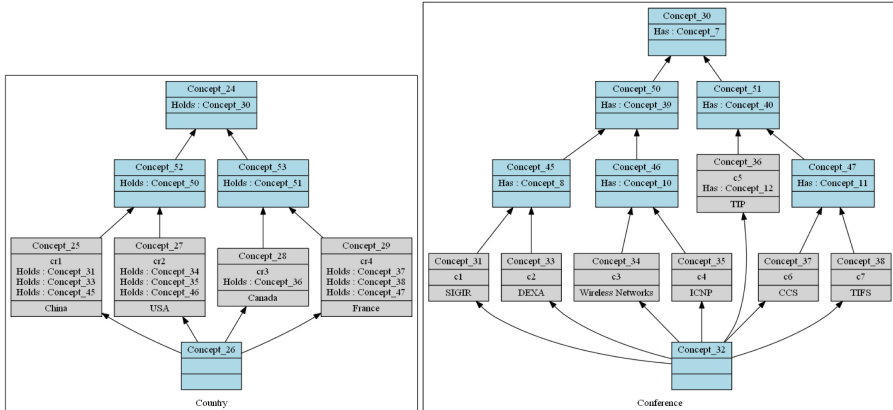 Concept_24
Holds : Concept_30
Concept_52
Holds : Concept_50
Concept_53
Holds : Concept_51
Concept_25
cr1
Holds : Concept_31
Holds : Concept_33
Holds : Concept_45
China
Concept_27
cr2
Holds : Concept_34
Holds : Concept_35
Holds : Concept_46
USA
Concept_28
cr3
Holds : Concept_36
Canada
Concept_29
cr4
Holds : Concept_37
Holds : Concept_38
Holds : Concept_47
France
Concept_26
Country
Concept_30
Has : Concept_7
Concept_50
Has : Concept_39
Concept_51
Has : Concept_40
Concept_45
Has : Concept_8
Concept_46
Has : Concept_10
Concept_36
c5
Has : Concept_12
TIP
Concept_47
Has : Concept_11
Concept_31
c1
SIGIR
Concept_33
c2
DEXA
Concept_34
c3
Wireless Networks
Concept_35
c4
ICNP
Concept_37
c6
CCS
Concept_38
c7
TIFS
Concept_32
Conference